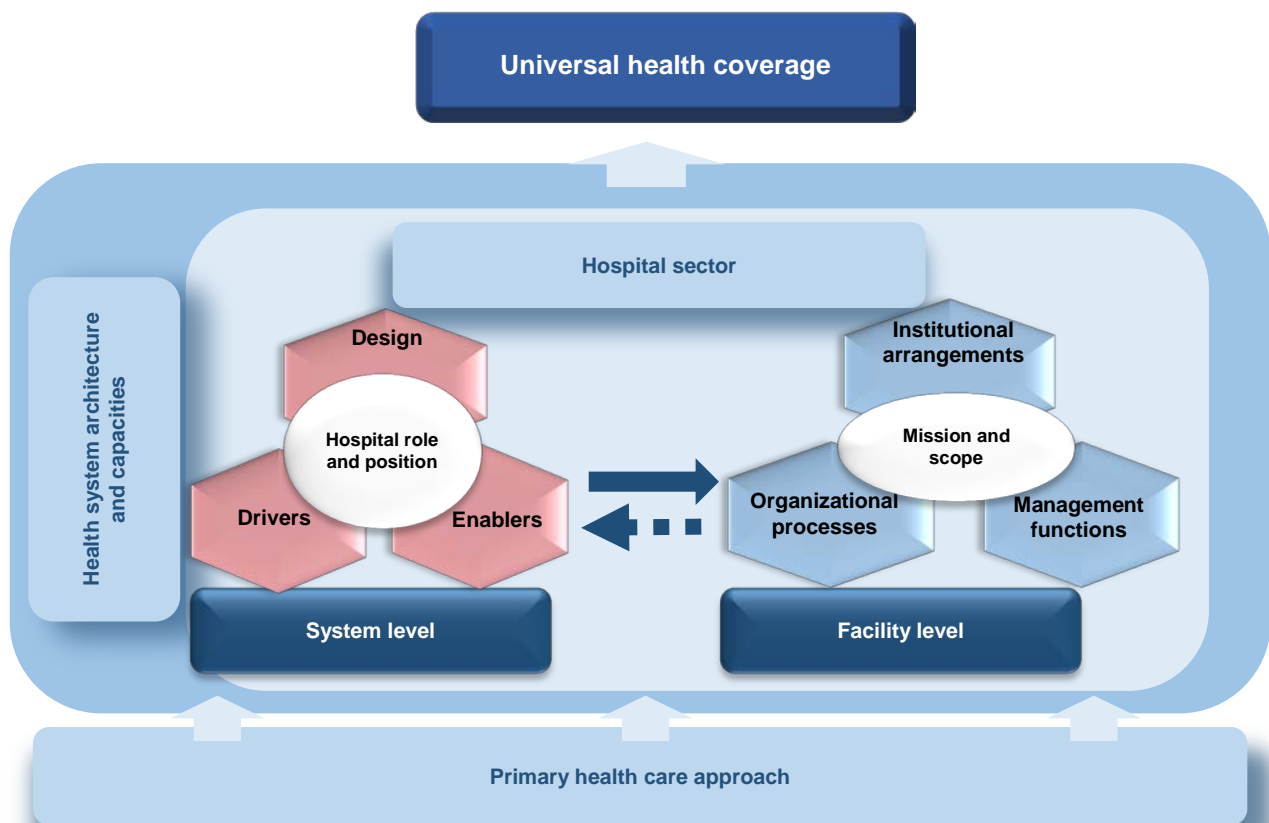 Universal health coverage
Hospital sector
Health system architecture
and capacities
Design
Hospital role
and position
Drivers
Enablers
System level
Institutional
arrangements
Mission and
scope
Organizational
processes
Management
functions
Facility level
Primary health care approach